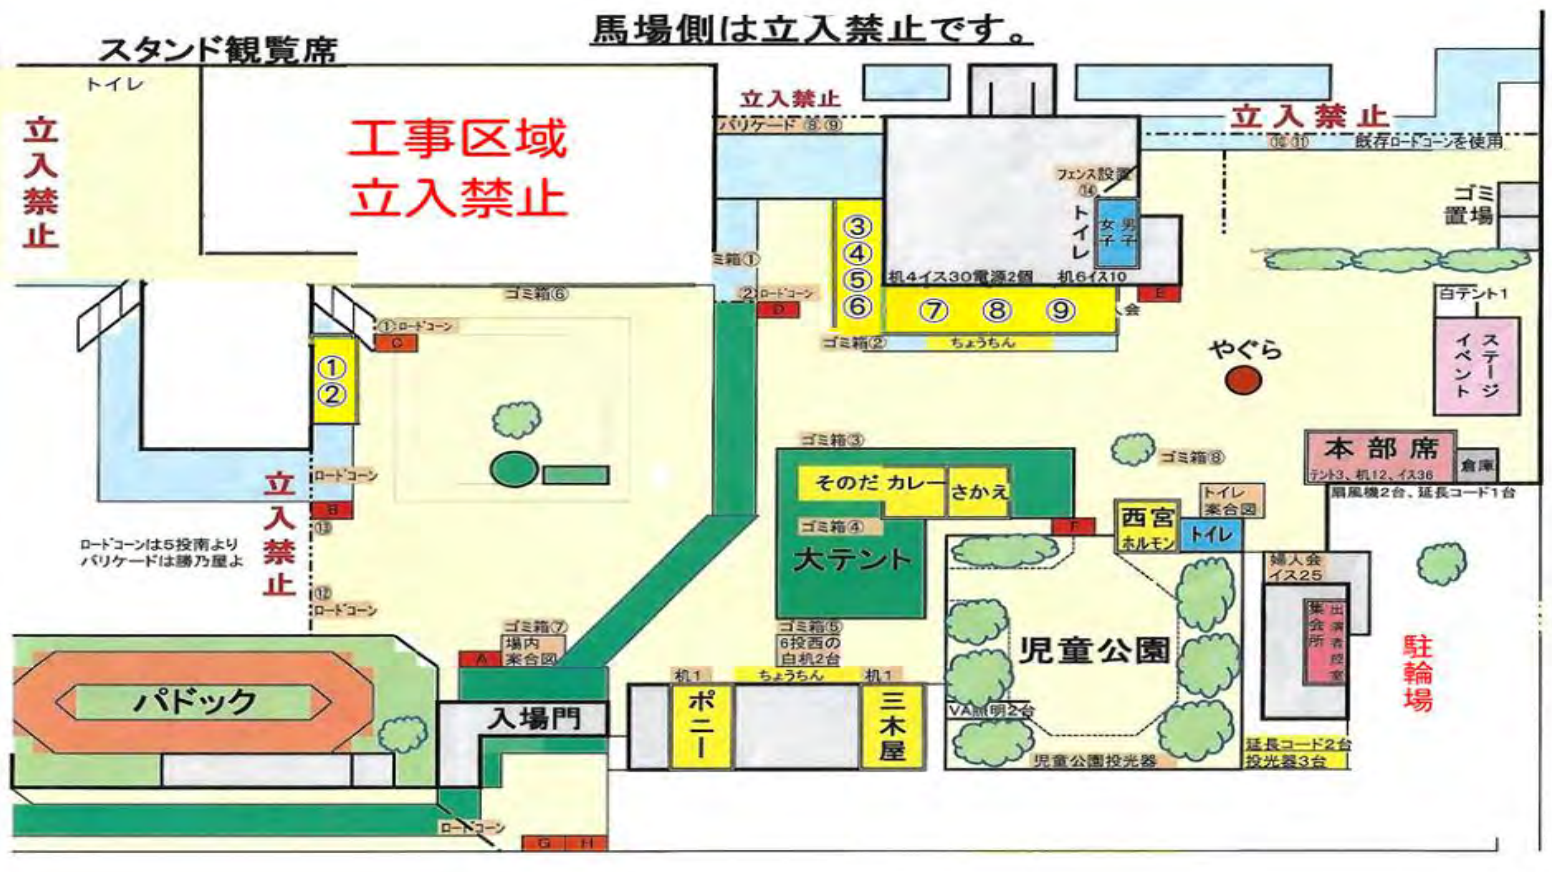 馬場側は立入禁止です。
スタンド観覧席
トイレ
立入禁止
工事区域
立入禁止
立入禁止
バリケード ⑧⑨
立入禁止
⑩⑪
既存ロードコーンを使用
フェンス設置
⑭
トイレ
女子
男子
ゴミ
置場
③
④
⑤
⑥
ミ箱①
②ロードコーン
D
机4イス30電源2個
机6イス10
E
⑦ ⑧ ⑨
人会
ゴミ箱②
ちょうちん
ゴミ箱⑥
①ロードコーン
C
①
②
白テント1
ステージ
イベント
やぐら
本部席
テント3、机12、イス36
倉庫
扇風機2台、延長コード1台
ゴミ箱③
ゴミ箱⑧
そのだ カレー
さかえ
ゴミ箱④
大テント
F
西宮
ホルモン
トイレ
トイレ
案合図
ロードコーン
B
⑬
立入禁止
ロードコーンは5投南より
バリケードは勝乃屋よ
⑫
ロードコーン
婦人会
イス25
集会所
出演者控室
駐輪場
児童公園
ゴミ箱⑤
6投西の
白机2台
ゴミ箱⑦
場内
案合図
A
パドック
入場門
机1
ちょうちん
机1
ポニー
三木屋
VA照明2台
児童公園投光器
延長コード2台
投光器3台
ロードコーン
G
H